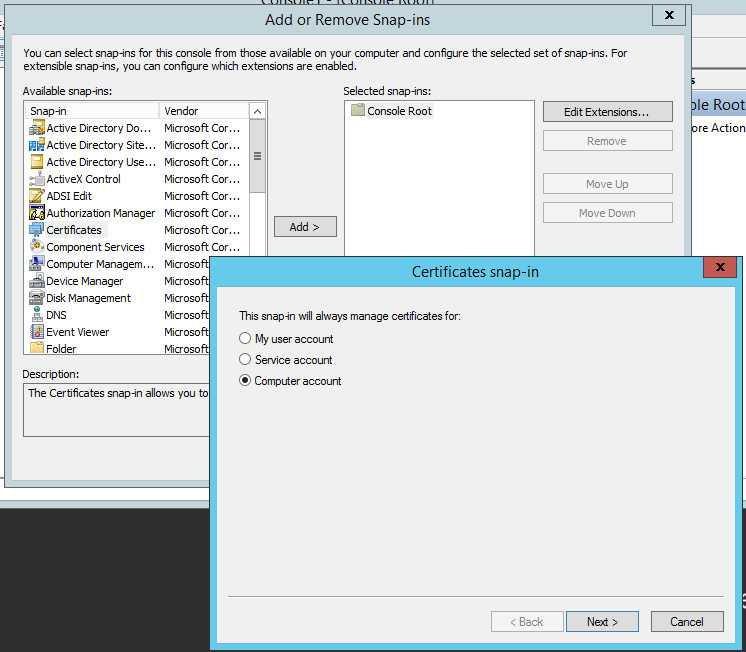 Console1 - [Console Root]
Add or Remove Snap-ins
X
You can select snap-ins for this console from those available on your computer and configure the selected set of snap-ins. For
extensible snap-ins, you can configure which extensions are enabled.
Available snap-ins:
Selected snap-ins:
Snap-in Vendor
Active Directory Do... Microsoft Cor...
Active Directory Site... Microsoft Cor...
Active Directory Use... Microsoft Cor...
ActiveX Control Microsoft Cor...
ADSI Edit Microsoft Cor...
Authorization Manager Microsoft Cor...
Certificates Microsoft Cor...
Component Services Microsoft Cor...
Computer Managem... Microsoft
Device Manager Microsoft
Disk Management Microsoft
DNS Microsoft
Event Viewer Microsoft
Folder Microsoft
Add >
Console Root
Edit Extensions...
Remove
Move Up
Move Down
s
ole Root
ore Action
Description:
The Certificates snap-in allows you to
Certificates snap-in
X
This snap-in will always manage certificates for:
My user account
Service account
Computer account
< Back
Next >
Cancel